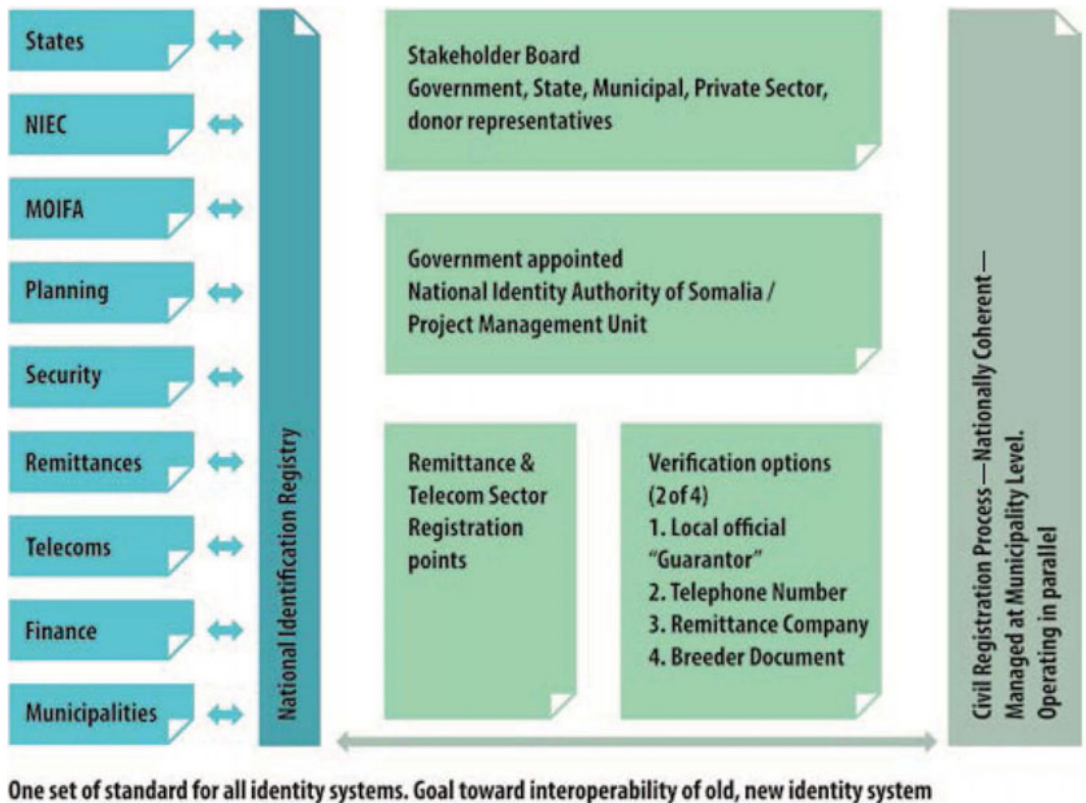 States
NIEC
MOIFA
Planning
Security
Remittances
Telecoms
Finance
Municipalities
National Identification Registry
Stakeholder Board
Government, State, Municipal, Private Sector,
donor representatives
Government appointed
National Identity Authority of Somalia /
Project Management Unit
Remittance &
Telecom Sector
Registration
points
Verification options
(2 of 4)
1. Local official
“Guarantor”
2. Telephone Number
3. Remittance Company
4. Breeder Document
Civil Registration Process—Nationally Coherent—
Managed at Municipality Level.
Operating in parallel
One set of standard for all identity systems. Goal toward interoperability of old, new identity system